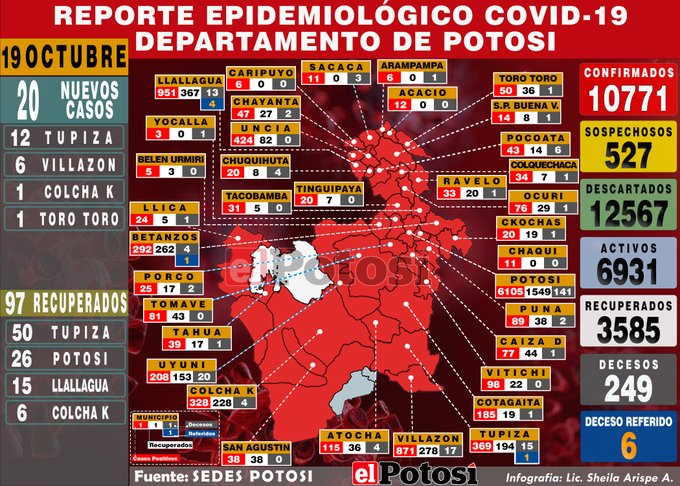 REPORTE EPIDEMIOLÓGICO COVID-19
DEPARTAMENTO DE POTOSI
19 OCTUBRE
20 NUEVOS CASOS
12 TUPIZA
6 VILLAZON
1 COLCHA K
1 TORO TORO
97 RECUPERADOS
50 TUPIZA
26 POTOSI
15 LLALLAGUA
6 COLCHA K
LLALLAGUA
951 367 13
4
CARIPUYO
6 0 0
SACACA
11 0 3
ARAMPAMPA
6 0 1
ACACIO
12 0 0
TORO TORO
50 36 1
S.P. BUENA V.
14 8 1
CHAYANTA
47 27 2
YOCALLA
3 0 1
UNCIA
424 82 0
POCOATA
43 14 6
BELEN URMIRI
5 3 0
CHUQUIHUTA
20 8 4
COLQUECHACA
34 7 1
TINGUIPAYA
20 7 0
RAVELO
33 20 1
TACOBAMBA
31 5 0
OCURI
76 29 1
LLICA
24 5 1
CKOCHAS
20 19 1
BETANZOS
292 262 4
1
CHAQUI
11 0 0
PORCO
25 17 2
POTOSI
6105 1549 141
TOMAVE
81 43 0
PUNA
89 38 2
TAHUA
39 17 1
CAIZA D
77 44 1
UYUNI
208 153 20
VITICHI
98 22 0
COLCHA K
328 228 4
COTAGAITA
185 19 1
SAN AGUSTIN
38 38 0
ATOCHA
115 36 4
VILLAZON
871 278 17
TUPIZA
369 194 15
1
el Potosí
MUNICIPIO
1 1 1
1
Decesos
Referidos
Recuperados
Casos Positivos
CONFIRMADOS
10771
SOSPECHOSOS
527
DESCARTADOS
12567
ACTIVOS
6931
RECUPERADOS
3585
DECESOS
249
DECESO REFERIDO
6
Fuente: SEDES POTOSI
el Potosí
Infografia: Lic. Sheila Arispe A.